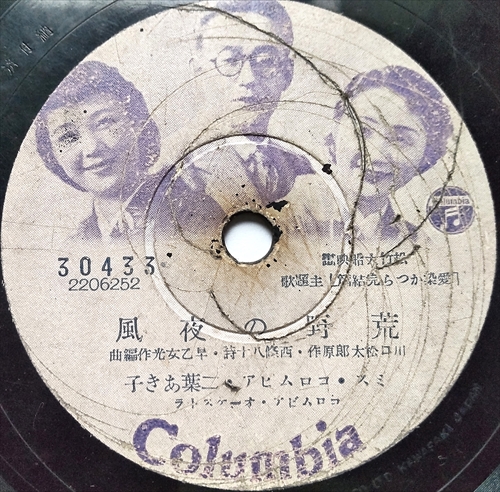 Columbia
30433
2206252
松竹大船映畫
「愛染かつら完結篇」主題歌
荒野の夜風
川口松太郎原作・西條八十詩・早乙女光作編曲
ミス・コロムビア、二葉あき子
コロムビア・オーケストラ
Columbia
KAWASAKI JAPAN